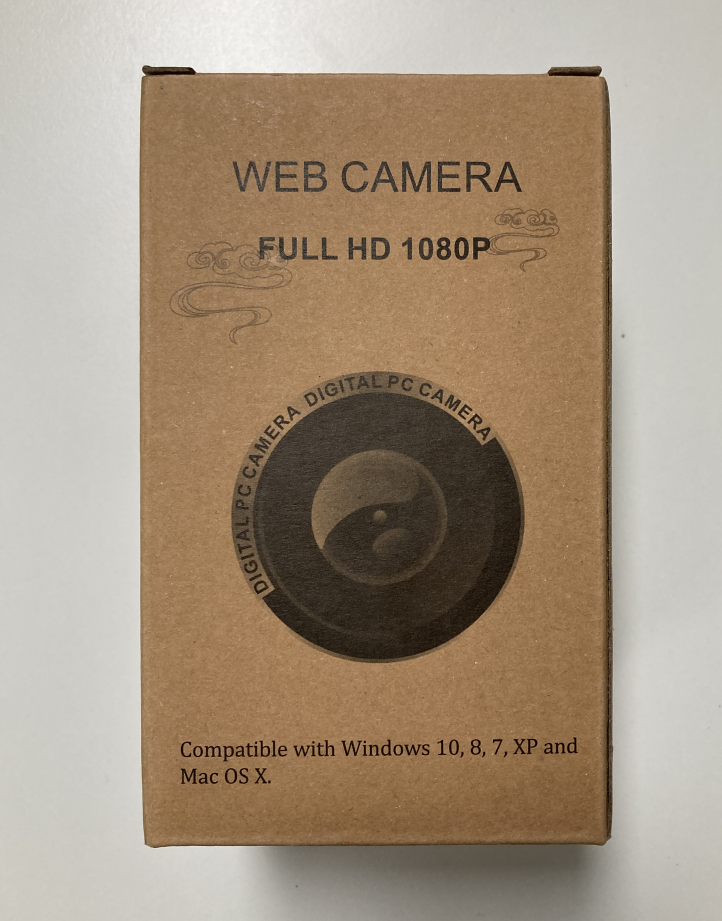 WEB CAMERA
FULL HD 1080P
DIGITAL PC CAMERA DIGITAL PC CAMERA
Compatible with Windows 10, 8, 7, XP and
Mac OS X.